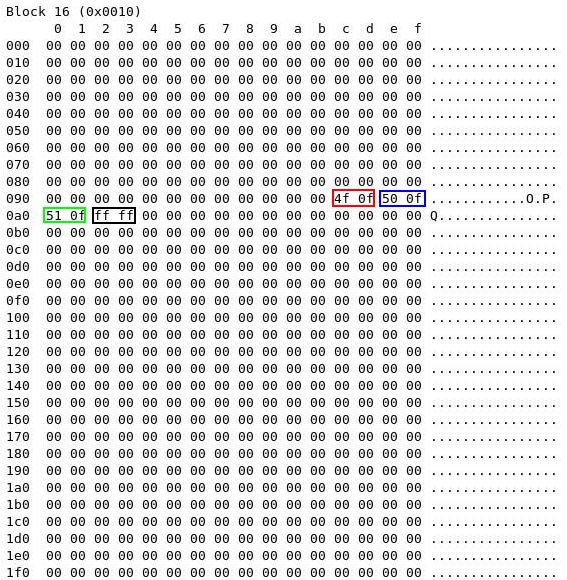 Block 16 (0x0010)
0 1 2 3 4 5 6 7 8 9 a b c d e f
000 00 00 00 00 00 00 00 00 00 00 00 00 00 00 00 00 ................
010 00 00 00 00 00 00 00 00 00 00 00 00 00 00 00 00 ................
020 00 00 00 00 00 00 00 00 00 00 00 00 00 00 00 00 ................
030 00 00 00 00 00 00 00 00 00 00 00 00 00 00 00 00 ................
040 00 00 00 00 00 00 00 00 00 00 00 00 00 00 00 00 ................
050 00 00 00 00 00 00 00 00 00 00 00 00 00 00 00 00 ................
060 00 00 00 00 00 00 00 00 00 00 00 00 00 00 00 00 ................
070 00 00 00 00 00 00 00 00 00 00 00 00 00 00 00 00 ................
080 00 00 00 00 00 00 00 00 00 00 00 00 00 00 00 00 ................
090 00 00 00 00 00 00 00 00 00 00 00 00 4f 0f 50 0f ............O.P.
0a0 51 0f ff ff 00 00 00 00 00 00 00 00 00 00 00 00 Q...............
0b0 00 00 00 00 00 00 00 00 00 00 00 00 00 00 00 00 ................
0c0 00 00 00 00 00 00 00 00 00 00 00 00 00 00 00 00 ................
0d0 00 00 00 00 00 00 00 00 00 00 00 00 00 00 00 00 ................
0e0 00 00 00 00 00 00 00 00 00 00 00 00 00 00 00 00 ................
0f0 00 00 00 00 00 00 00 00 00 00 00 00 00 00 00 00 ................
100 00 00 00 00 00 00 00 00 00 00 00 00 00 00 00 00 ................
110 00 00 00 00 00 00 00 00 00 00 00 00 00 00 00 00 ................
120 00 00 00 00 00 00 00 00 00 00 00 00 00 00 00 00 ................
130 00 00 00 00 00 00 00 00 00 00 00 00 00 00 00 00 ................
140 00 00 00 00 00 00 00 00 00 00 00 00 00 00 00 00 ................
150 00 00 00 00 00 00 00 00 00 00 00 00 00 00 00 00 ................
160 00 00 00 00 00 00 00 00 00 00 00 00 00 00 00 00 ................
170 00 00 00 00 00 00 00 00 00 00 00 00 00 00 00 00 ................
180 00 00 00 00 00 00 00 00 00 00 00 00 00 00 00 00 ................
190 00 00 00 00 00 00 00 00 00 00 00 00 00 00 00 00 ................
1a0 00 00 00 00 00 00 00 00 00 00 00 00 00 00 00 00 ................
1b0 00 00 00 00 00 00 00 00 00 00 00 00 00 00 00 00 ................
1c0 00 00 00 00 00 00 00 00 00 00 00 00 00 00 00 00 ................
1d0 00 00 00 00 00 00 00 00 00 00 00 00 00 00 00 00 ................
1e0 00 00 00 00 00 00 00 00 00 00 00 00 00 00 00 00 ................
1f0 00 00 00 00 00 00 00 00 00 00 00 00 00 00 00 00 ................